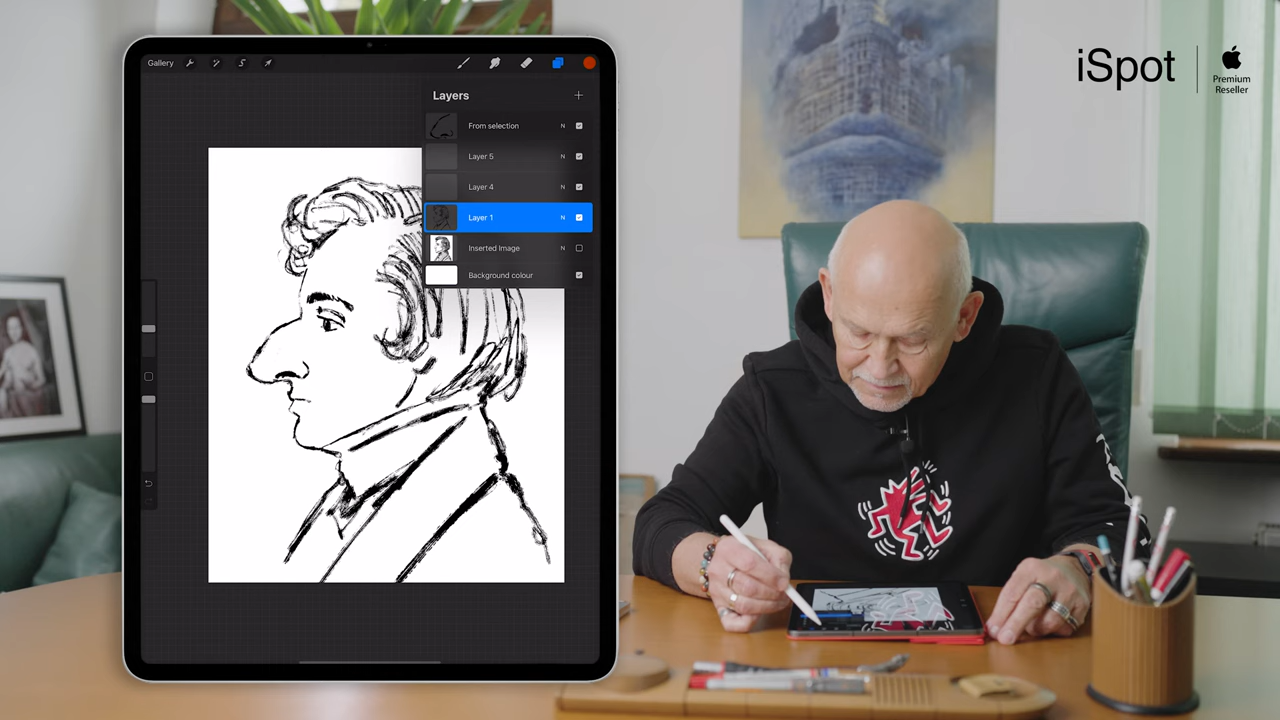 Gallery
Layers
From selection N
Layer 5 N
Layer 4 N
Layer 1 N
Inserted Image N
Background colour
iSpot
Premium
Reseller